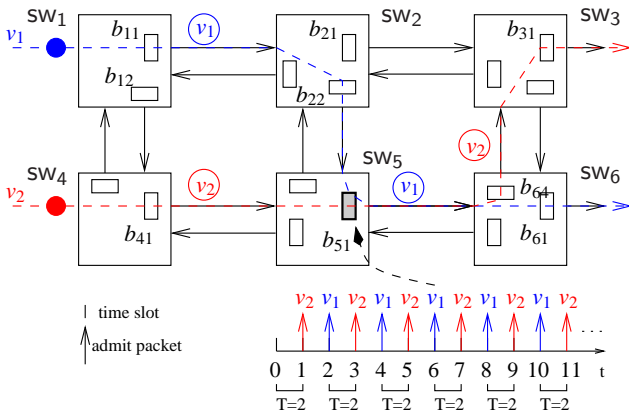 SW1 SW2 SW3
v1 b11 v1 b21 b31
b12 b22
v2
SW4 SW5 SW6
v2 v2 v1 b64
b41 b51 b61
v2 v1 v2 v1 v2 v1 v2 v1 v2 v1 v2
time slot
admit packet
...
0 1 2 3 4 5 6 7 8 9 10 11 t
T=2 T=2 T=2 T=2 T=2 T=2